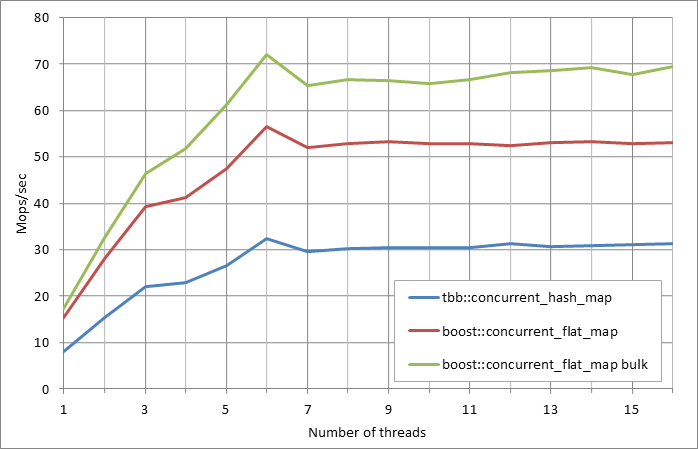 80
70
60
50
40
30
20
10
0
Mops/sec
tbb::concurrent_hash_map
boost::concurrent_flat_map
boost::concurrent_flat_map bulk
1 3 5 7 9 11 13 15
Number of threads